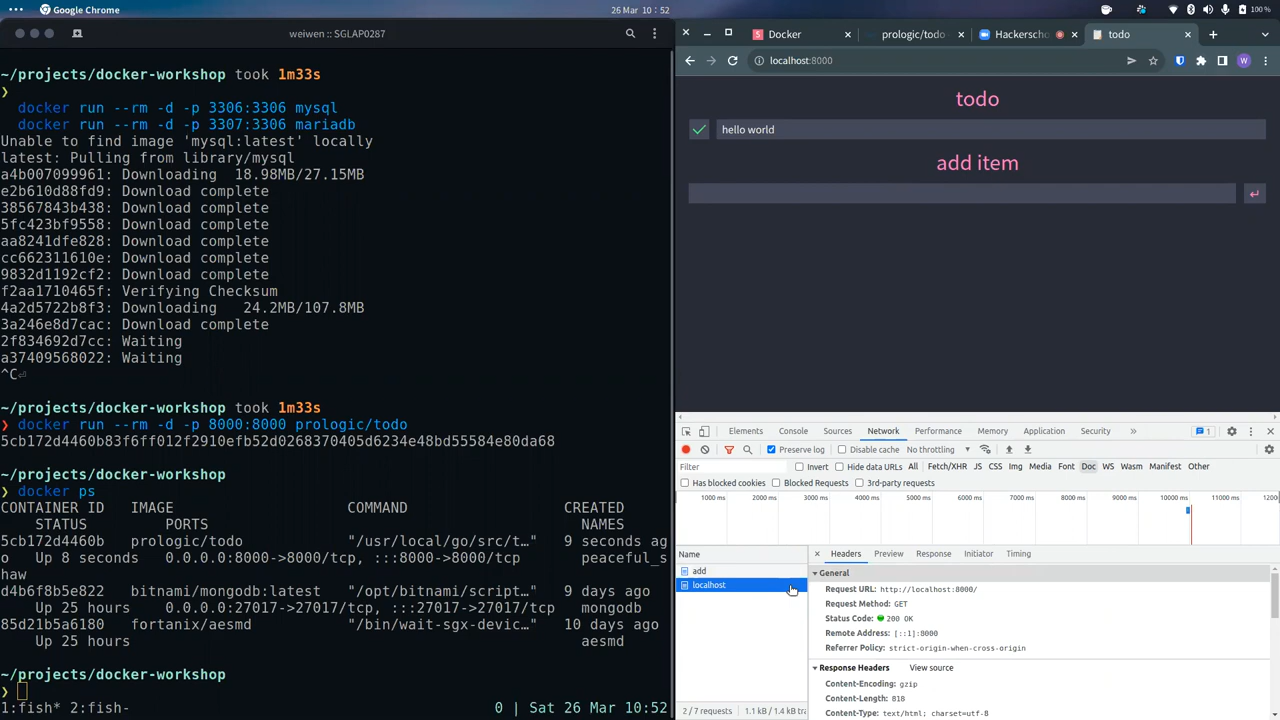 Google Chrome
26 Mar 10:52
100 %
weiwen :: SGLAP0287
~/projects/docker-workshop took 1m33s
❯
docker run --rm -d -p 3306:3306 mysql
docker run --rm -d -p 3307:3306 mariadb
Unable to find image 'mysql:latest' locally
latest: Pulling from library/mysql
a4b007099961: Downloading 18.98MB/27.15MB
e2b610d88fd9: Download complete
38567843b438: Download complete
5fc423bf9558: Download complete
aa8241dfe828: Download complete
cc662311610e: Download complete
9832d1192cf2: Download complete
f2aa1710465f: Verifying Checksum
4a2d5722b8f3: Downloading 24.2MB/107.8MB
3a246e8d7cac: Download complete
2f834692d7cc: Waiting
a37409568022: Waiting
^C⏎
~/projects/docker-workshop took 1m33s
❯ docker run --rm -d -p 8000:8000 prologic/todo
5cb172d4460b83f6ff012f2910efb52d0268370405d6234e48bd55584e80da68
~/projects/docker-workshop
❯ docker ps
CONTAINER ID IMAGE COMMAND CREATED
STATUS PORTS NAMES
5cb172d4460b prologic/todo "/usr/local/go/src/t…" 9 seconds ag
o Up 8 seconds 0.0.0.0:8000->8000/tcp, :::8000->8000/tcp peaceful_s
haw
d46f6f8b5e82 bitnami/mongodb:latest "/opt/bitnami/script…" 9 days ago
Up 25 hours 0.0.0.0:27017->27017/tcp, :::27017->27017/tcp mongodb
85d21b5a6180 fortanix/aesmd "/bin/wait-sgx-devic…" 10 days ago
Up 25 hours aesmd
~/projects/docker-workshop
❯
1:fish* 2:fish-
0 | Sat 26 Mar 10:52
Docker
prologic/todo
Hackersch
todo
localhost:8000
W
todo
hello world
add item
Elements Console Sources Network Performance Memory Application Security » 1
Preserve log Disable cache No throttling
Filter Invert Hide data URLs All Fetch/XHR JS CSS Img Media Font Doc WS Wasm Manifest Other
Has blocked cookies Blocked Requests 3rd-party requests
1000 ms 2000 ms 3000 ms 4000 ms 5000 ms 6000 ms 7000 ms 8000 ms 9000 ms 10000 ms 11000 ms 1200
Name
add
localhost
2 / 7 requests 1.1 kB / 1.4 kB tra
Headers Preview Response Initiator Timing
General
Request URL: http://localhost:8000/
Request Method: GET
Status Code: 200 OK
Remote Address: [::1]:8000
Referrer Policy: strict-origin-when-cross-origin
Response Headers View source
Content-Encoding: gzip
Content-Length: 818
Content-Type: text/html; charset=utf-8